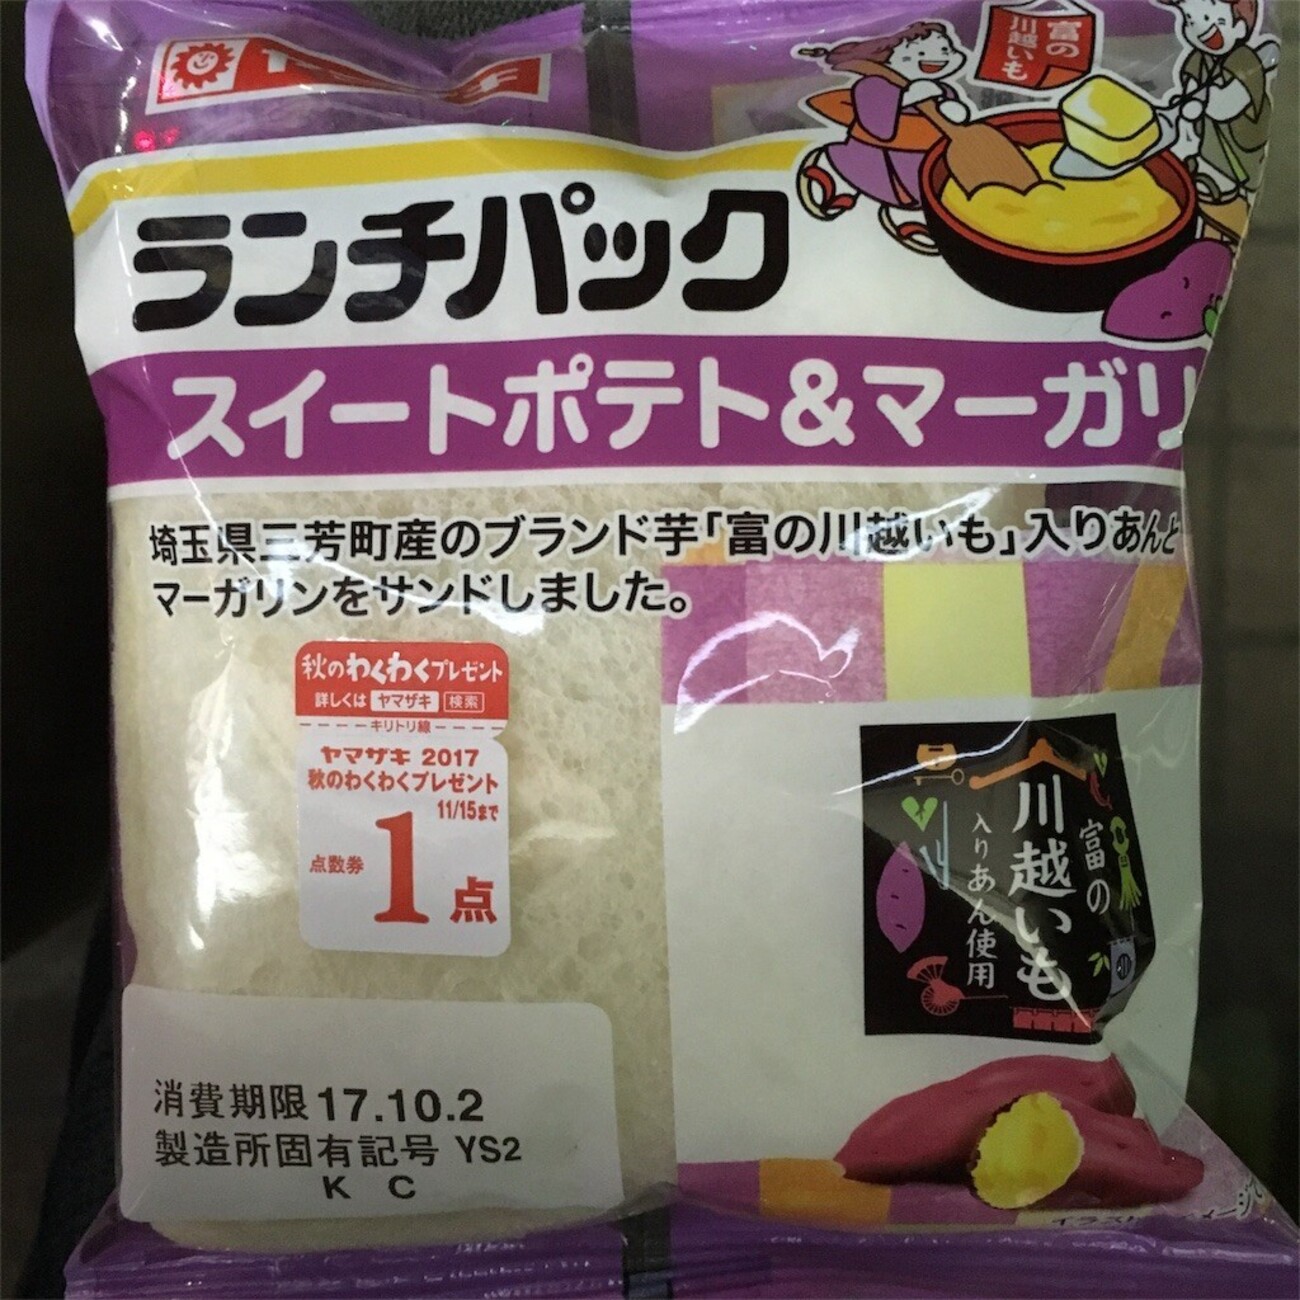 富の
川越いも
ランチパック
スイートポテト&マーガリ
埼玉県三芳町産のブランド芋「富の川越いも」入りあんと
マーガリンをサンドしました。
秋のわくわくプレゼント
詳しくは ヤマザキ 検索
キリトリ線
ヤマザキ 2017
秋のわくわくプレゼント
11/15まで
点数券 1点
富の
川越いも
入りあん使用
消費期限 17.10.2
製造所固有記号 YS2
K C